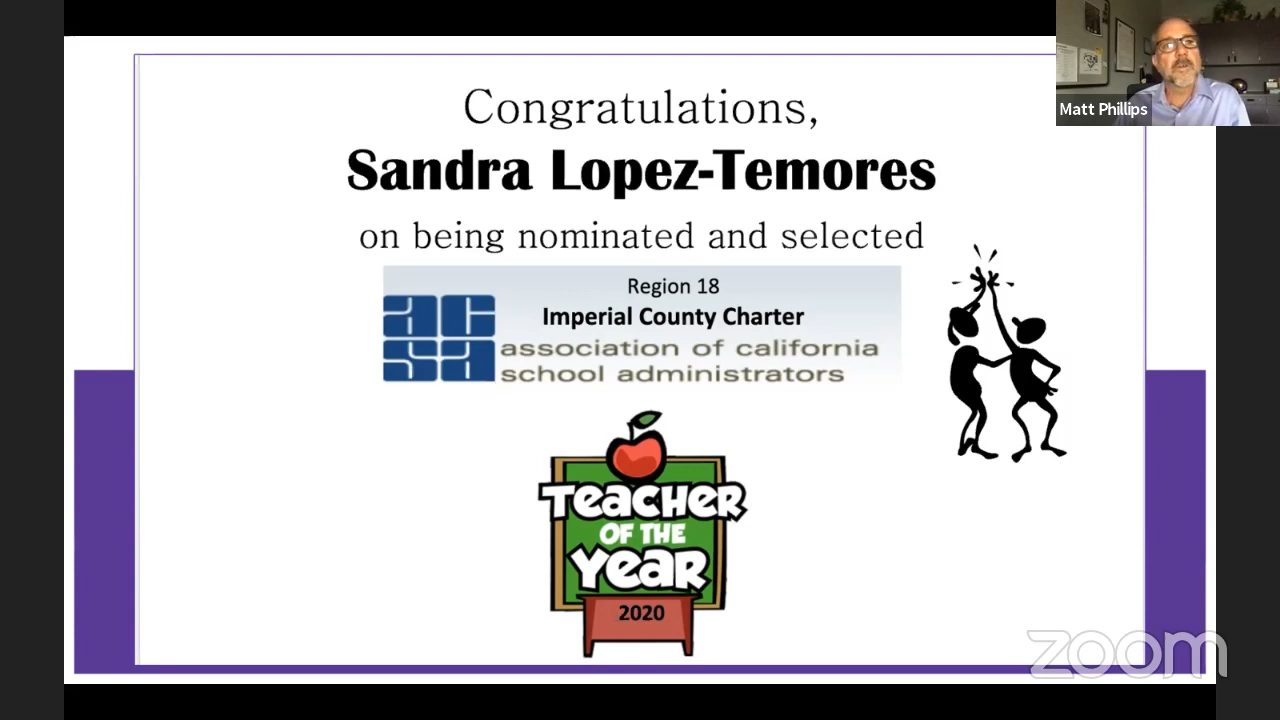 Congratulations,
Sandra Lopez-Temores
on being nominated and selected
Region 18
Imperial County Charter
acsa
association of california
school administrators
TEACHER
OF THE
YEAR
2020
Matt Phillips
zoom